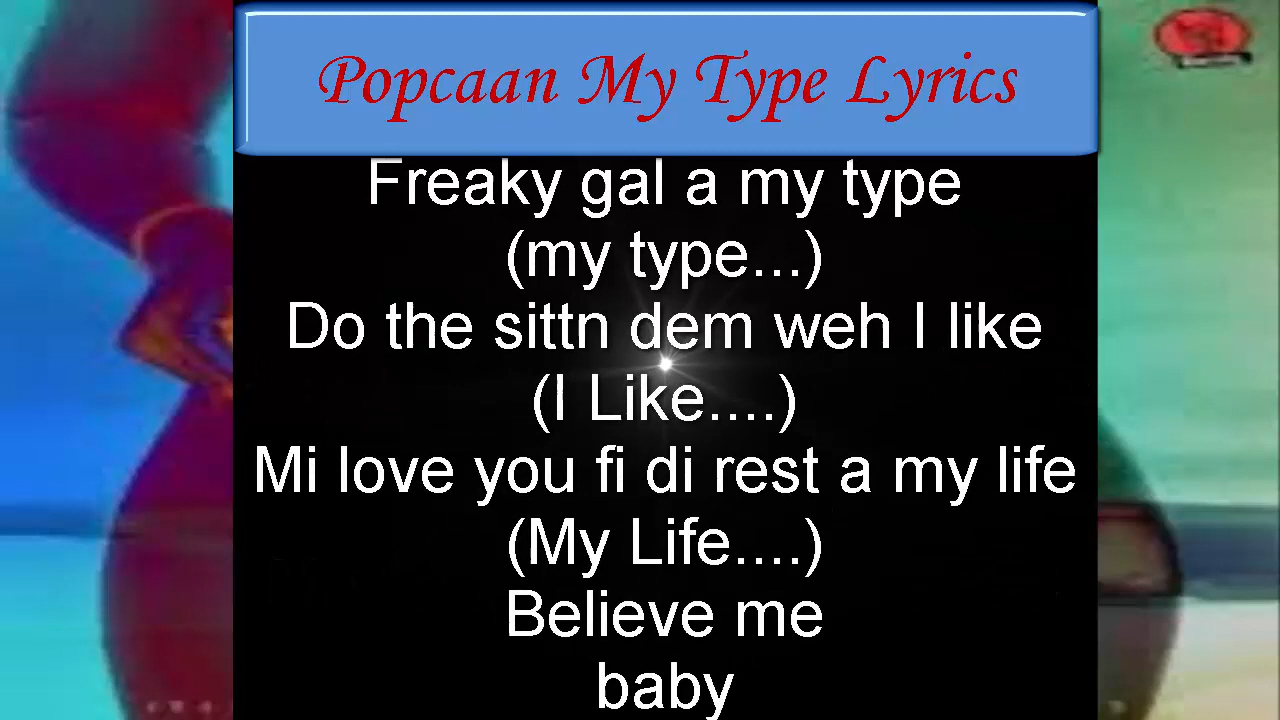 Popcaan My Type Lyrics
Freaky gal a my type
(my type...)
Do the sittn dem weh I like
(I Like....)
Mi love you fi di rest a my life
(My Life....)
Believe me
baby